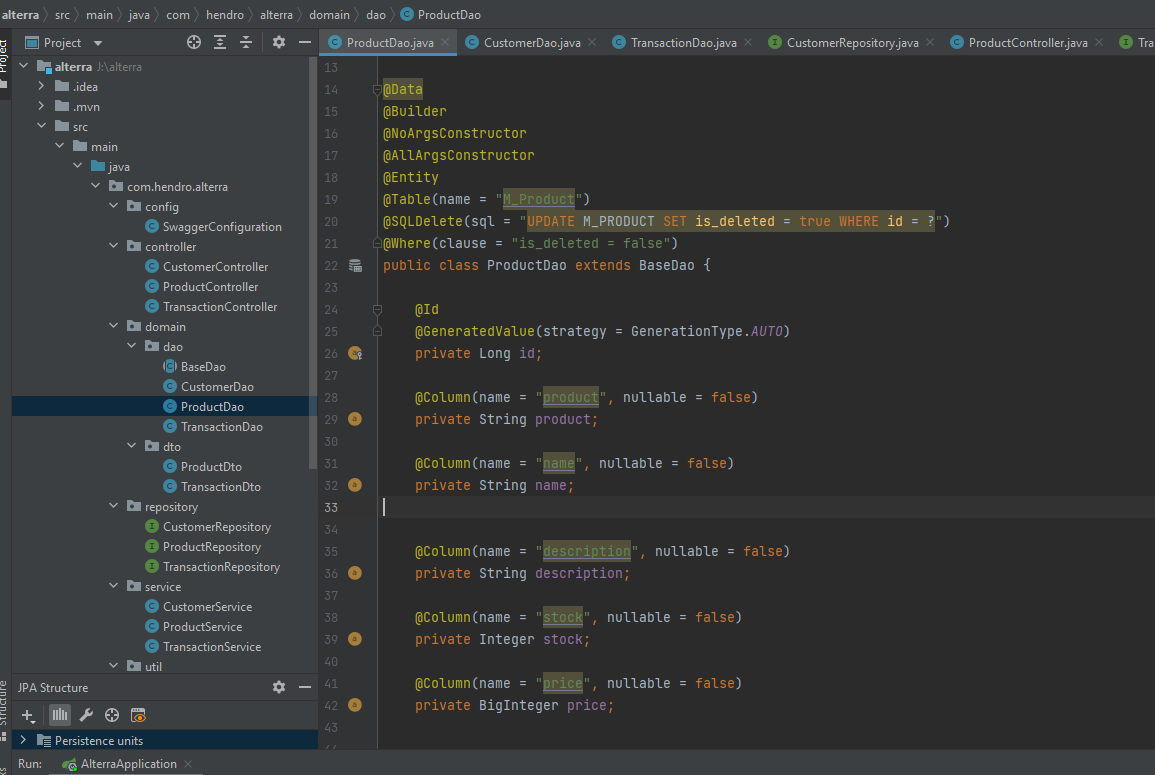 alterra src main java com hendro alterra domain dao ProductDao
Project
ProductDao.java CustomerDao.java TransactionDao.java CustomerRepository.java ProductController.java Tra
Project
alterra J:\alterra
.idea
.mvn
src
main
java
com.hendro.alterra
config
SwaggerConfiguration
controller
CustomerController
ProductController
TransactionController
domain
dao
BaseDao
CustomerDao
ProductDao
TransactionDao
dto
ProductDto
TransactionDto
repository
CustomerRepository
ProductRepository
TransactionRepository
service
CustomerService
ProductService
TransactionService
util
JPA Structure
Persistence units
Structure
13
14 @Data
15 @Builder
16 @NoArgsConstructor
17 @AllArgsConstructor
18 @Entity
19 @Table(name = "M_Product")
20 @SQLDelete(sql = "UPDATE M_PRODUCT SET is_deleted = true WHERE id = ?")
21 @Where(clause = "is_deleted = false")
22 public class ProductDao extends BaseDao {
23
24 @Id
25 @GeneratedValue(strategy = GenerationType.AUTO)
26 private Long id;
27
28 @Column(name = "product", nullable = false)
29 private String product;
30
31 @Column(name = "name", nullable = false)
32 private String name;
33
34
35 @Column(name = "description", nullable = false)
36 private String description;
37
38 @Column(name = "stock", nullable = false)
39 private Integer stock;
40
41 @Column(name = "price", nullable = false)
42 private BigInteger price;
43
Run: AlterraApplication